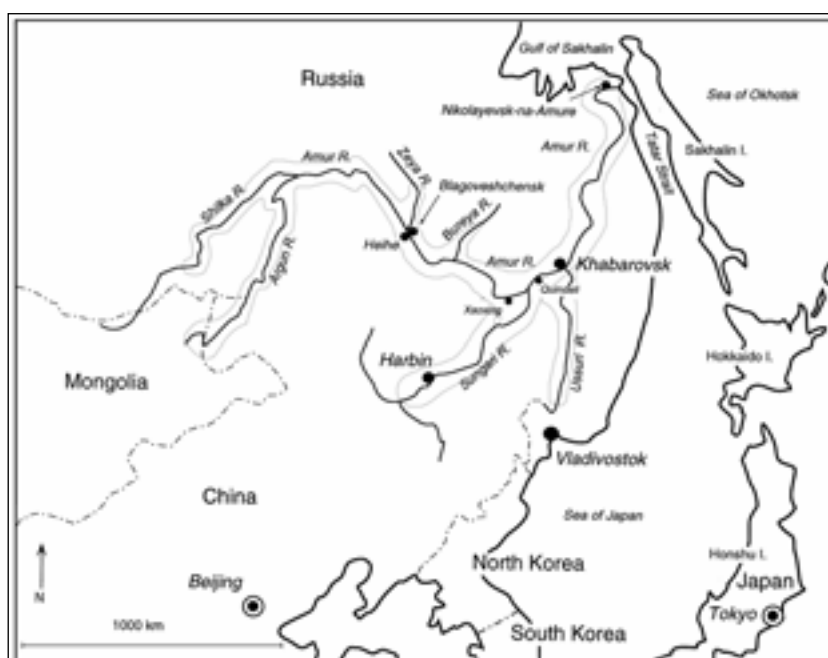 Gulf of Sakhalin
Russia
Sea of Okhotsk
Nikolayevsk-na-Amure
Amur R.
Tatar Strait
Sakhalin I.
Amur R.
Zeya R.
Shilka R.
Blagoveshchensk
Bureya R.
Argun R.
Heihe
Amur R.
Khabarovsk
Hokkaido I.
Harbin
Sungari R.
Ussuri R.
Mongolia
Vladivostok
China
Sea of Japan
North Korea
Honshu I.
Japan
N
Beijing
Tokyo
1000 km
South Korea